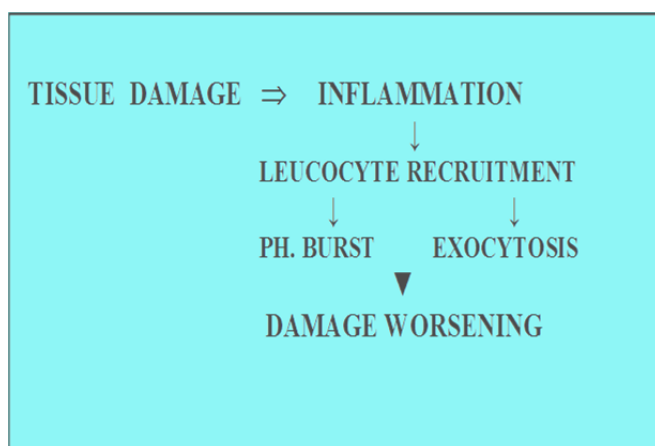 TISSUE DAMAGE ⇒ INFLAMMATION
↓
LEUCOCYTE RECRUITMENT
↓ ↓
PH. BURST EXOCYTOSIS
▼
DAMAGE WORSENING